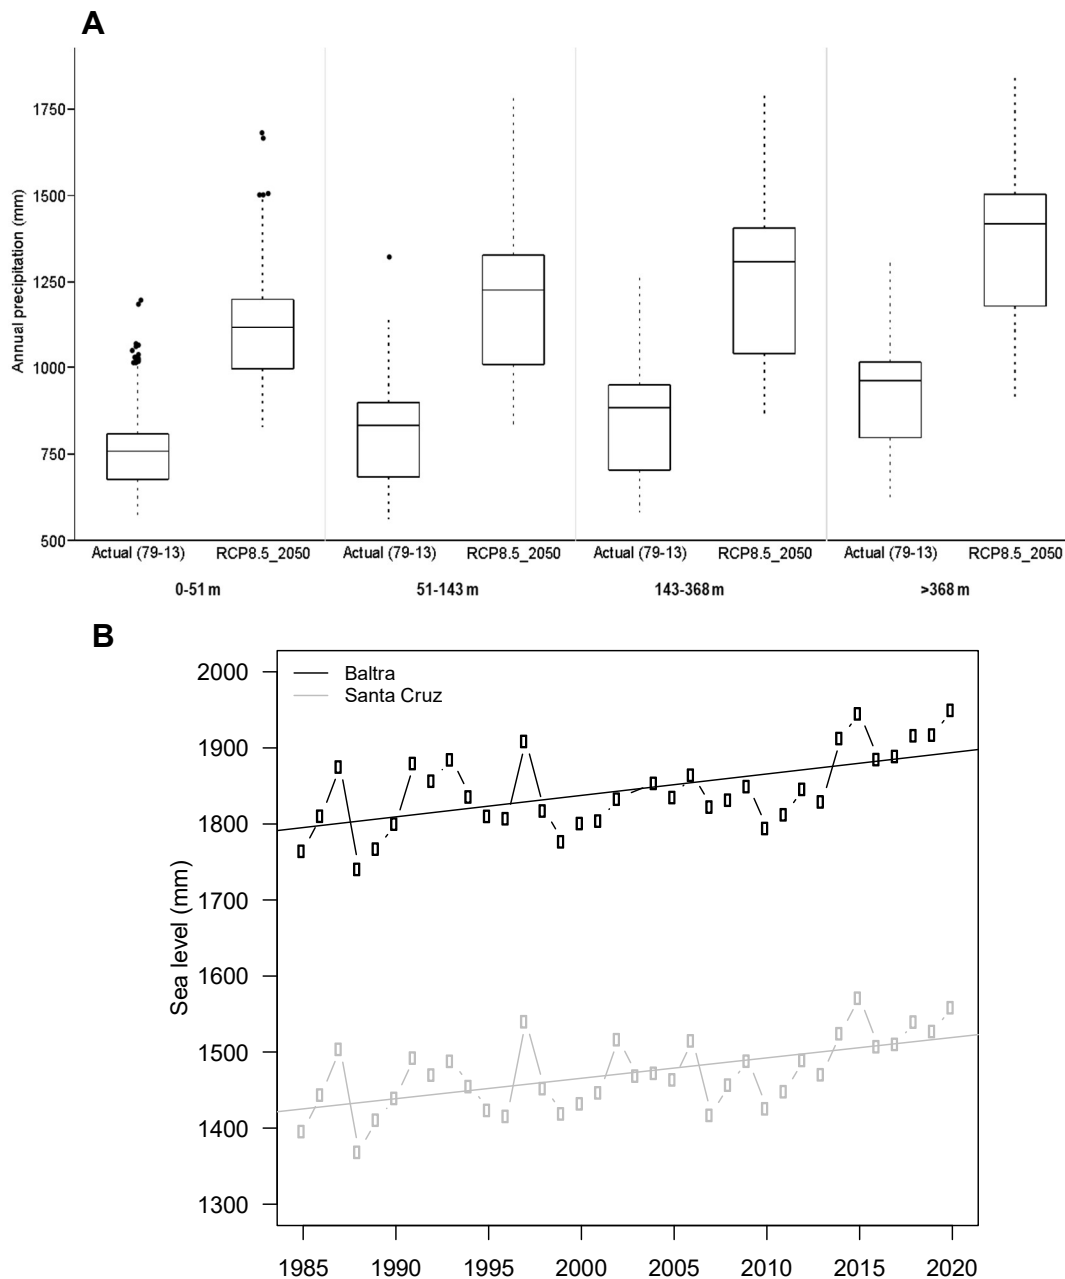 A
Annual precipitation (mm)
1750
1500
1250
1000
750
500
Actual (79-13) RCP8.5_2050 Actual (79-13) RCP8.5_2050 Actual (79-13) RCP8.5_2050 Actual (79-13) RCP8.5_2050
0-51 m 51-143 m 143-368 m >368 m
B
Baltra
Santa Cruz
Sea level (mm)
2000
1900
1800
1700
1600
1500
1400
1300
1985 1990 1995 2000 2005 2010 2015 2020